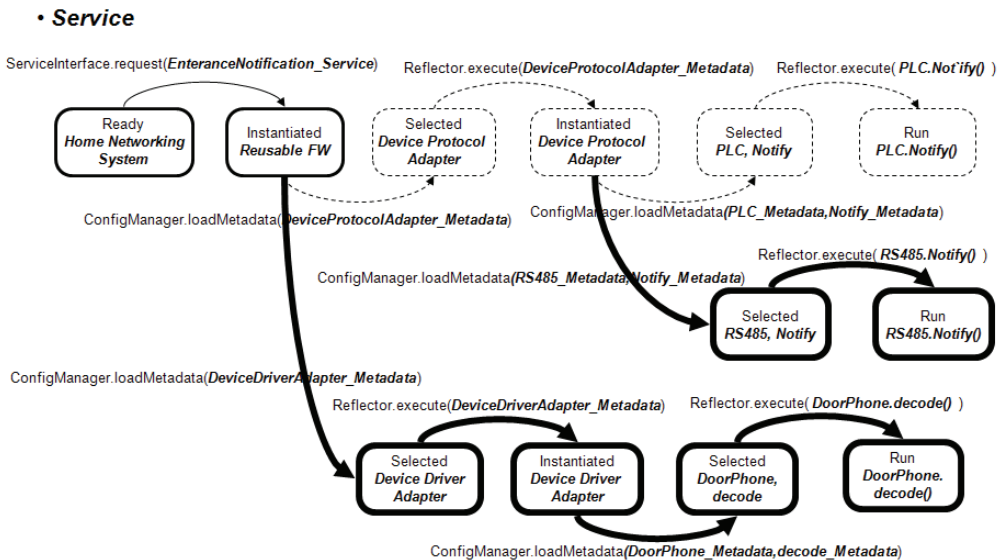 • Service
ServiceInterface.request(EnteranceNotification_Service)
Reflector.execute(DeviceProtocolAdapter_Metadata)
Reflector.execute( PLC.Not`ify() )
Ready
Home Networking
System
Instantiated
Reusable FW
Selected
Device Protocol
Adapter
Instantiated
Device Protocol
Adapter
Selected
PLC, Notify
Run
PLC.Notify()
ConfigManager.loadMetadata(DeviceProtocolAdapter_Metadata)
ConfigManager.loadMetadata(PLC_Metadata,Notify_Metadata)
Reflector.execute( RS485.Notify() )
ConfigManager.loadMetadata(RS485_Metadata,Notify_Metadata)
Selected
RS485, Notify
Run
RS485.Notify()
ConfigManager.loadMetadata(DeviceDriverAdapter_Metadata)
Reflector.execute(DeviceDriverAdapter_Metadata)
Reflector.execute( DoorPhone.decode() )
Selected
Device Driver
Adapter
Instantiated
Device Driver
Adapter
Selected
DoorPhone,
decode
Run
DoorPhone.
decode()
ConfigManager.loadMetadata(DoorPhone_Metadata,decode_Metadata)